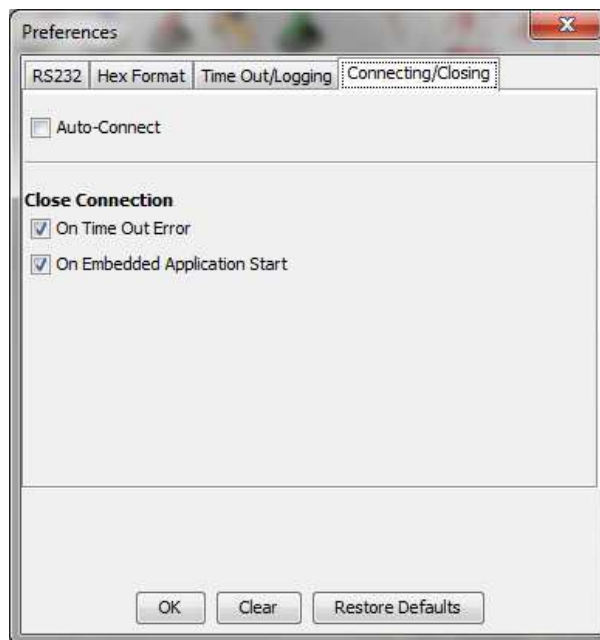 Preferences
RS232 Hex Format Time Out/Logging Connecting/Closing
Auto-Connect
Close Connection
On Time Out Error
On Embedded Application Start
OK Clear Restore Defaults